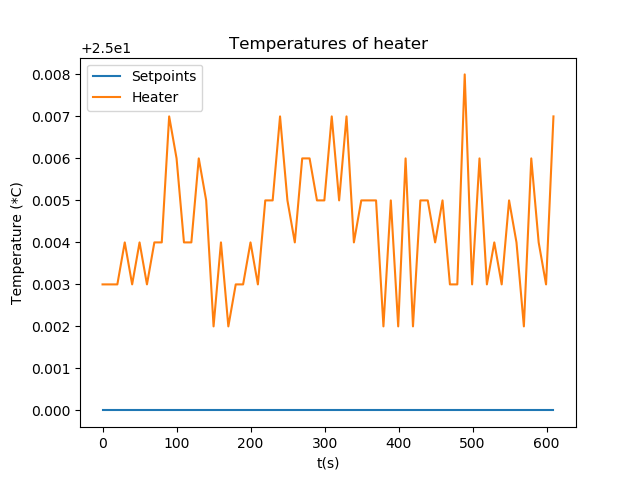 Temperatures of heater
+2.5e1
Setpoints
Heater
Temperature (*C)
0.008
0.007
0.006
0.005
0.004
0.003
0.002
0.001
0.000
0 100 200 300 400 500 600
t(s)